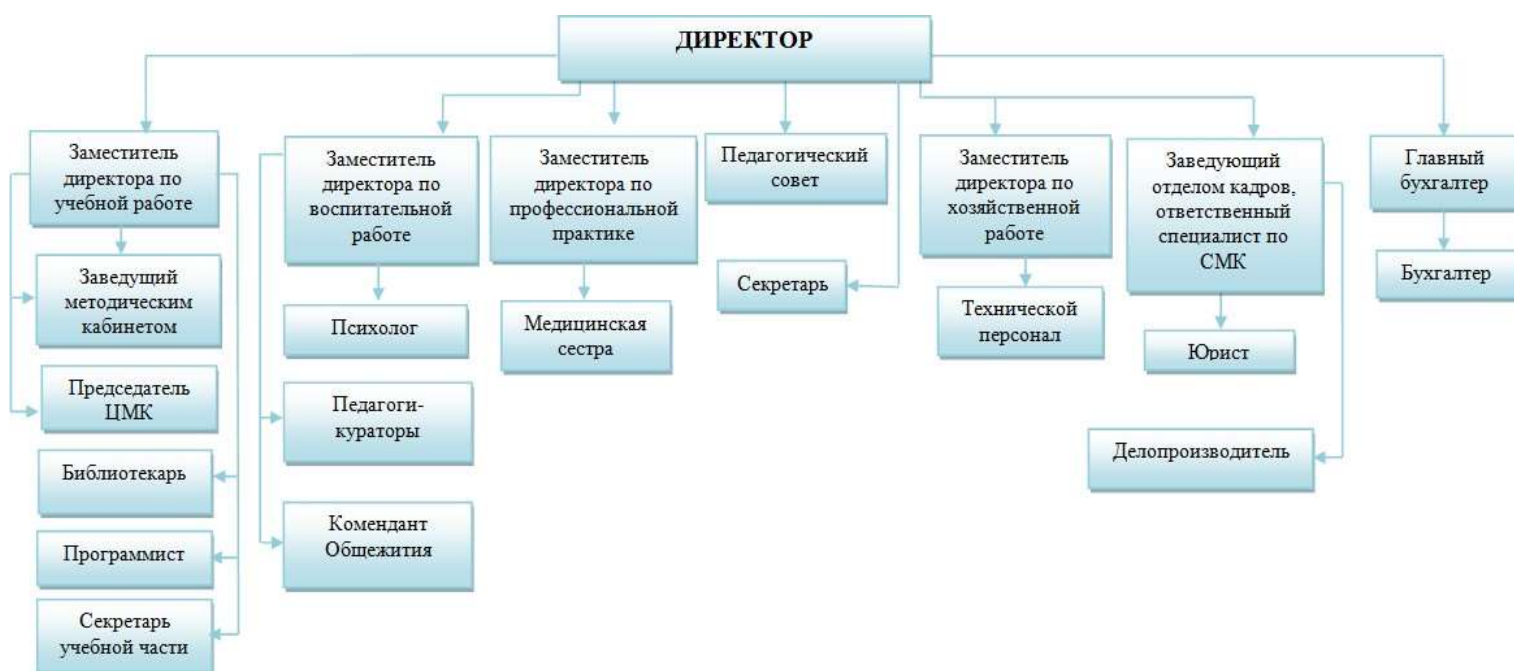 ДИРЕКТОР
Заместитель
директора по
учебной работе
Заместитель
директора по
воспитательной
работе
Заместитель
директора по
профессиональной
практике
Педагогический
совет
Заместитель
директора по
хозяйственной
работе
Заведующий
отделом кадров,
ответственный
специалист по
СМК
Главный
бухгалтер
Заведущий
методическим
кабинетом
Председатель
ЦМК
Библиотекарь
Программист
Секретарь
учебной части
Психолог
Педагоги-
кураторы
Комендант
Общежития
Медицинская
сестра
Секретарь
Технической
персонал
Юрист
Делопроизводитель
Бухгалтер